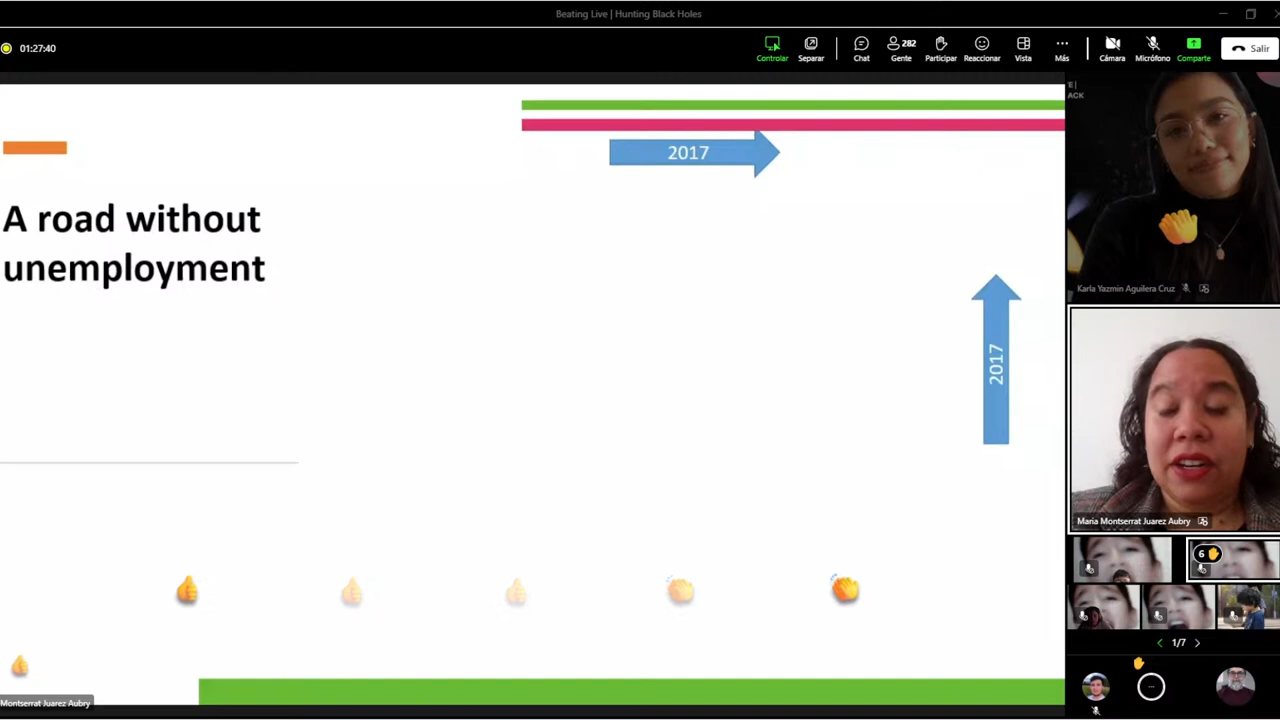 Beating Live | Hunting Black Holes
01:27:40
Controlar
Separar
Chat
282
Gente
Participar
Reaccionar
Vista
Más
Cámara
Micrófono
Comparte
Salir
E |
ACK
2017
A road without
unemployment
2017
Karla Yazmin Aguilera Cruz
Maria Montserrat Juarez Aubry
6
1/7
Montserrat Juarez Aubry